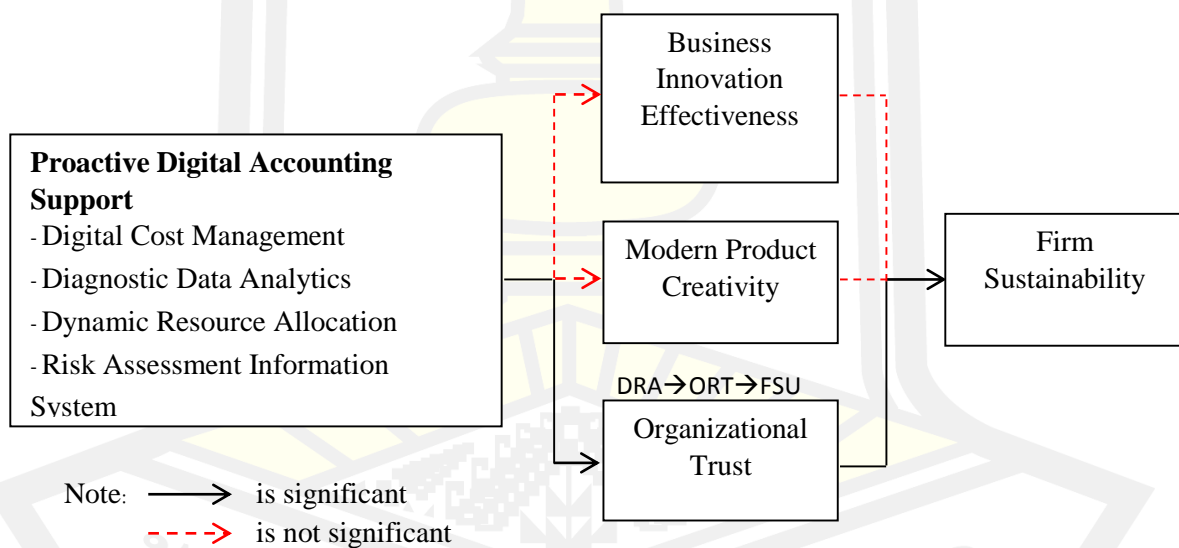 Business
Innovation
Effectiveness
Proactive Digital Accounting
Support
- Digital Cost Management
- Diagnostic Data Analytics
- Dynamic Resource Allocation
- Risk Assessment Information
System
Modern Product
Creativity
Firm
Sustainability
DRA→ORT→FSU
Organizational
Trust
Note: is significant
is not significant